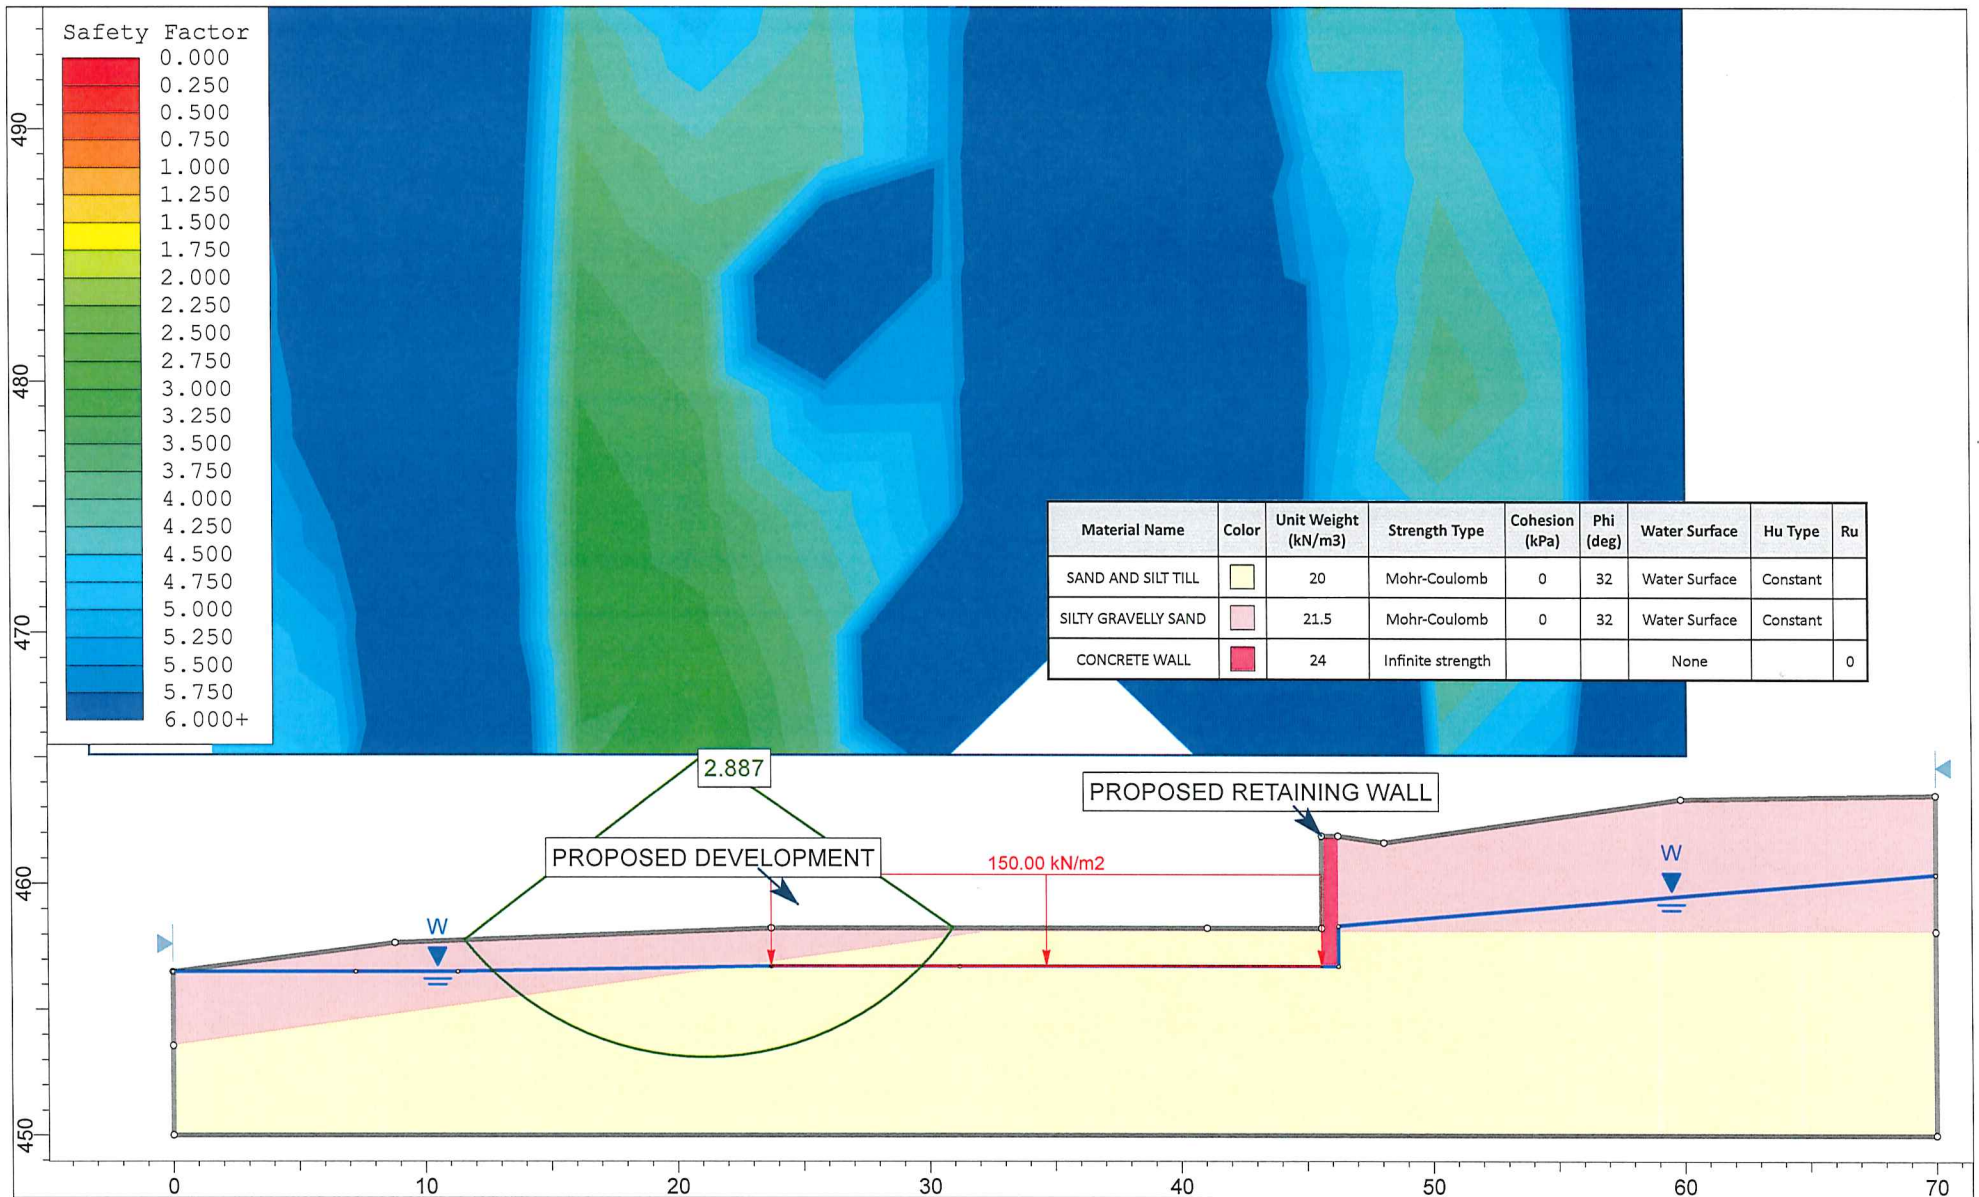 Safety Factor
0.000
0.250
0.500
0.750
1.000
1.250
1.500
1.750
2.000
2.250
2.500
2.750
3.000
3.250
3.500
3.750
4.000
4.250
4.500
4.750
5.000
5.250
5.500
5.750
6.000+
490
480
470
460
450
Material Name Color Unit Weight (kN/m3) Strength Type Cohesion (kPa) Phi (deg) Water Surface Hu Type Ru
SAND AND SILT TILL 20 Mohr-Coulomb 0 32 Water Surface Constant
SILTY GRAVELLY SAND 21.5 Mohr-Coulomb 0 32 Water Surface Constant
CONCRETE WALL 24 Infinite strength None 0
2.887
PROPOSED RETAINING WALL
PROPOSED DEVELOPMENT
150.00 kN/m2
W
W
0 10 20 30 40 50 60 70